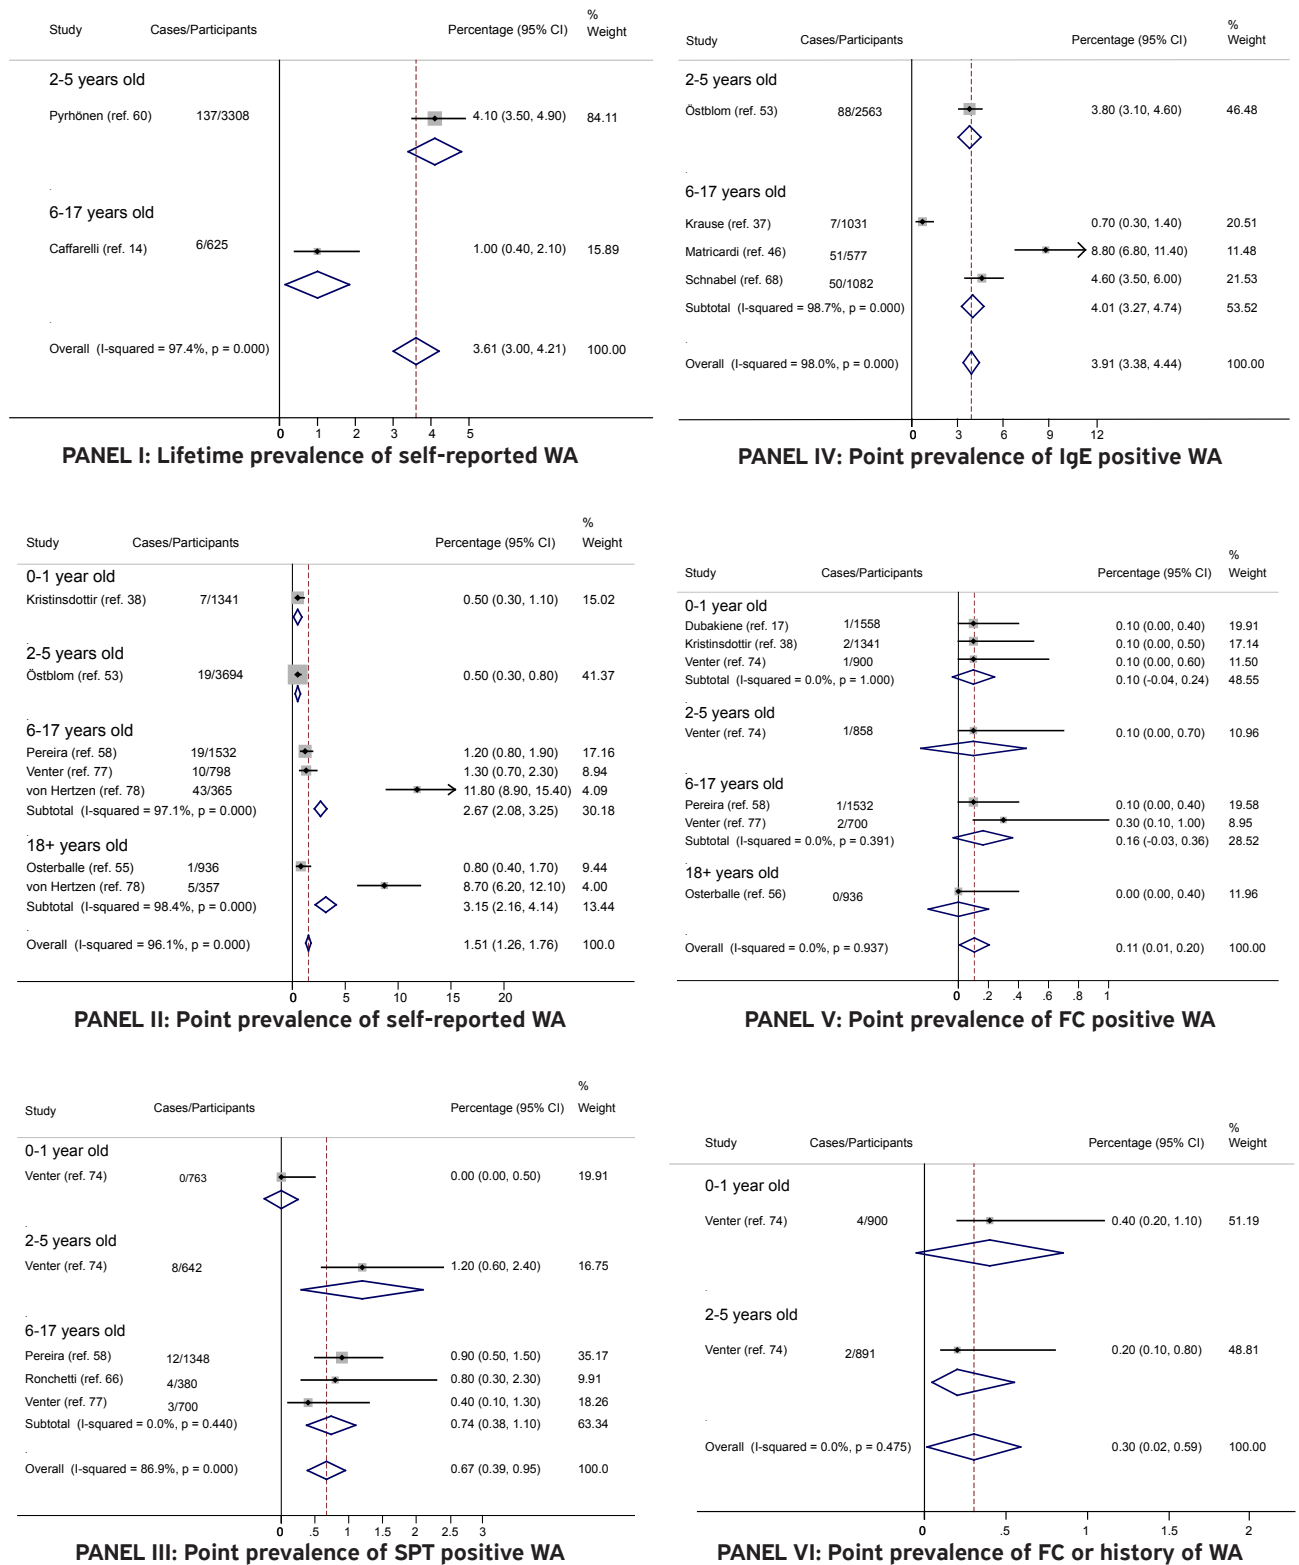 Study Cases/Participants Percentage (95% CI) % Weight
2-5 years old
Pyrhönen (ref. 60) 137/3308 4.10 (3.50, 4.90) 84.11
6-17 years old
Caffarelli (ref. 14) 6/625 1.00 (0.40, 2.10) 15.89
Overall (I-squared = 97.4%, p = 0.000) 3.61 (3.00, 4.21) 100.00
0 1 2 3 4 5
PANEL I: Lifetime prevalence of self-reported WA
Study Cases/Participants Percentage (95% CI) % Weight
2-5 years old
Östblom (ref. 53) 88/2563 3.80 (3.10, 4.60) 46.48
6-17 years old
Krause (ref. 37) 7/1031 0.70 (0.30, 1.40) 20.51
Matricardi (ref. 46) 51/577 8.80 (6.80, 11.40) 11.48
Schnabel (ref. 68) 50/1082 4.60 (3.50, 6.00) 21.53
Subtotal (I-squared = 98.7%, p = 0.000) 4.01 (3.27, 4.74) 53.52
Overall (I-squared = 98.0%, p = 0.000) 3.91 (3.38, 4.44) 100.00
0 3 6 9 12
PANEL IV: Point prevalence of IgE positive WA
Study Cases/Participants Percentage (95% CI) % Weight
0-1 year old
Kristinsdottir (ref. 38) 7/1341 0.50 (0.30, 1.10) 15.02
2-5 years old
Östblom (ref. 53) 19/3694 0.50 (0.30, 0.80) 41.37
6-17 years old
Pereira (ref. 58) 19/1532 1.20 (0.80, 1.90) 17.16
Venter (ref. 77) 10/798 1.30 (0.70, 2.30) 8.94
von Hertzen (ref. 78) 43/365 11.80 (8.90, 15.40) 4.09
Subtotal (I-squared = 97.1%, p = 0.000) 2.67 (2.08, 3.25) 30.18
18+ years old
Osterballe (ref. 55) 1/936 0.80 (0.40, 1.70) 9.44
von Hertzen (ref. 78) 5/357 8.70 (6.20, 12.10) 4.00
Subtotal (I-squared = 98.4%, p = 0.000) 3.15 (2.16, 4.14) 13.44
Overall (I-squared = 96.1%, p = 0.000) 1.51 (1.26, 1.76) 100.0
0 5 10 15 20
PANEL II: Point prevalence of self-reported WA
Study Cases/Participants Percentage (95% CI) % Weight
0-1 year old
Dubakiene (ref. 17) 1/1558 0.10 (0.00, 0.40) 19.91
Kristinsdottir (ref. 38) 2/1341 0.10 (0.00, 0.50) 17.14
Venter (ref. 74) 1/900 0.10 (0.00, 0.60) 11.50
Subtotal (I-squared = 0.0%, p = 1.000) 0.10 (-0.04, 0.24) 48.55
2-5 years old
Venter (ref. 74) 1/858 0.10 (0.00, 0.70) 10.96
6-17 years old
Pereira (ref. 58) 1/1532 0.10 (0.00, 0.40) 19.58
Venter (ref. 77) 2/700 0.30 (0.10, 1.00) 8.95
Subtotal (I-squared = 0.0%, p = 0.391) 0.16 (-0.03, 0.36) 28.52
18+ years old
Osterballe (ref. 56) 0/936 0.00 (0.00, 0.40) 11.96
Overall (I-squared = 0.0%, p = 0.937) 0.11 (0.01, 0.20) 100.00
0 .2 .4 .6 .8 1
PANEL V: Point prevalence of FC positive WA
Study Cases/Participants Percentage (95% CI) % Weight
0-1 year old
Venter (ref. 74) 0/763 0.00 (0.00, 0.50) 19.91
2-5 years old
Venter (ref. 74) 8/642 1.20 (0.60, 2.40) 16.75
6-17 years old
Pereira (ref. 58) 12/1348 0.90 (0.50, 1.50) 35.17
Ronchetti (ref. 66) 4/380 0.80 (0.30, 2.30) 9.91
Venter (ref. 77) 3/700 0.40 (0.10, 1.30) 18.26
Subtotal (I-squared = 0.0%, p = 0.440) 0.74 (0.38, 1.10) 63.34
Overall (I-squared = 86.9%, p = 0.000) 0.67 (0.39, 0.95) 100.0
0 .5 1 1.5 2 2.5 3
PANEL III: Point prevalence of SPT positive WA
Study Cases/Participants Percentage (95% CI) % Weight
0-1 year old
Venter (ref. 74) 4/900 0.40 (0.20, 1.10) 51.19
2-5 years old
Venter (ref. 74) 2/891 0.20 (0.10, 0.80) 48.81
Overall (I-squared = 0.0%, p = 0.475) 0.30 (0.02, 0.59) 100.00
0 .5 1 1.5 2
PANEL VI: Point prevalence of FC or history of WA